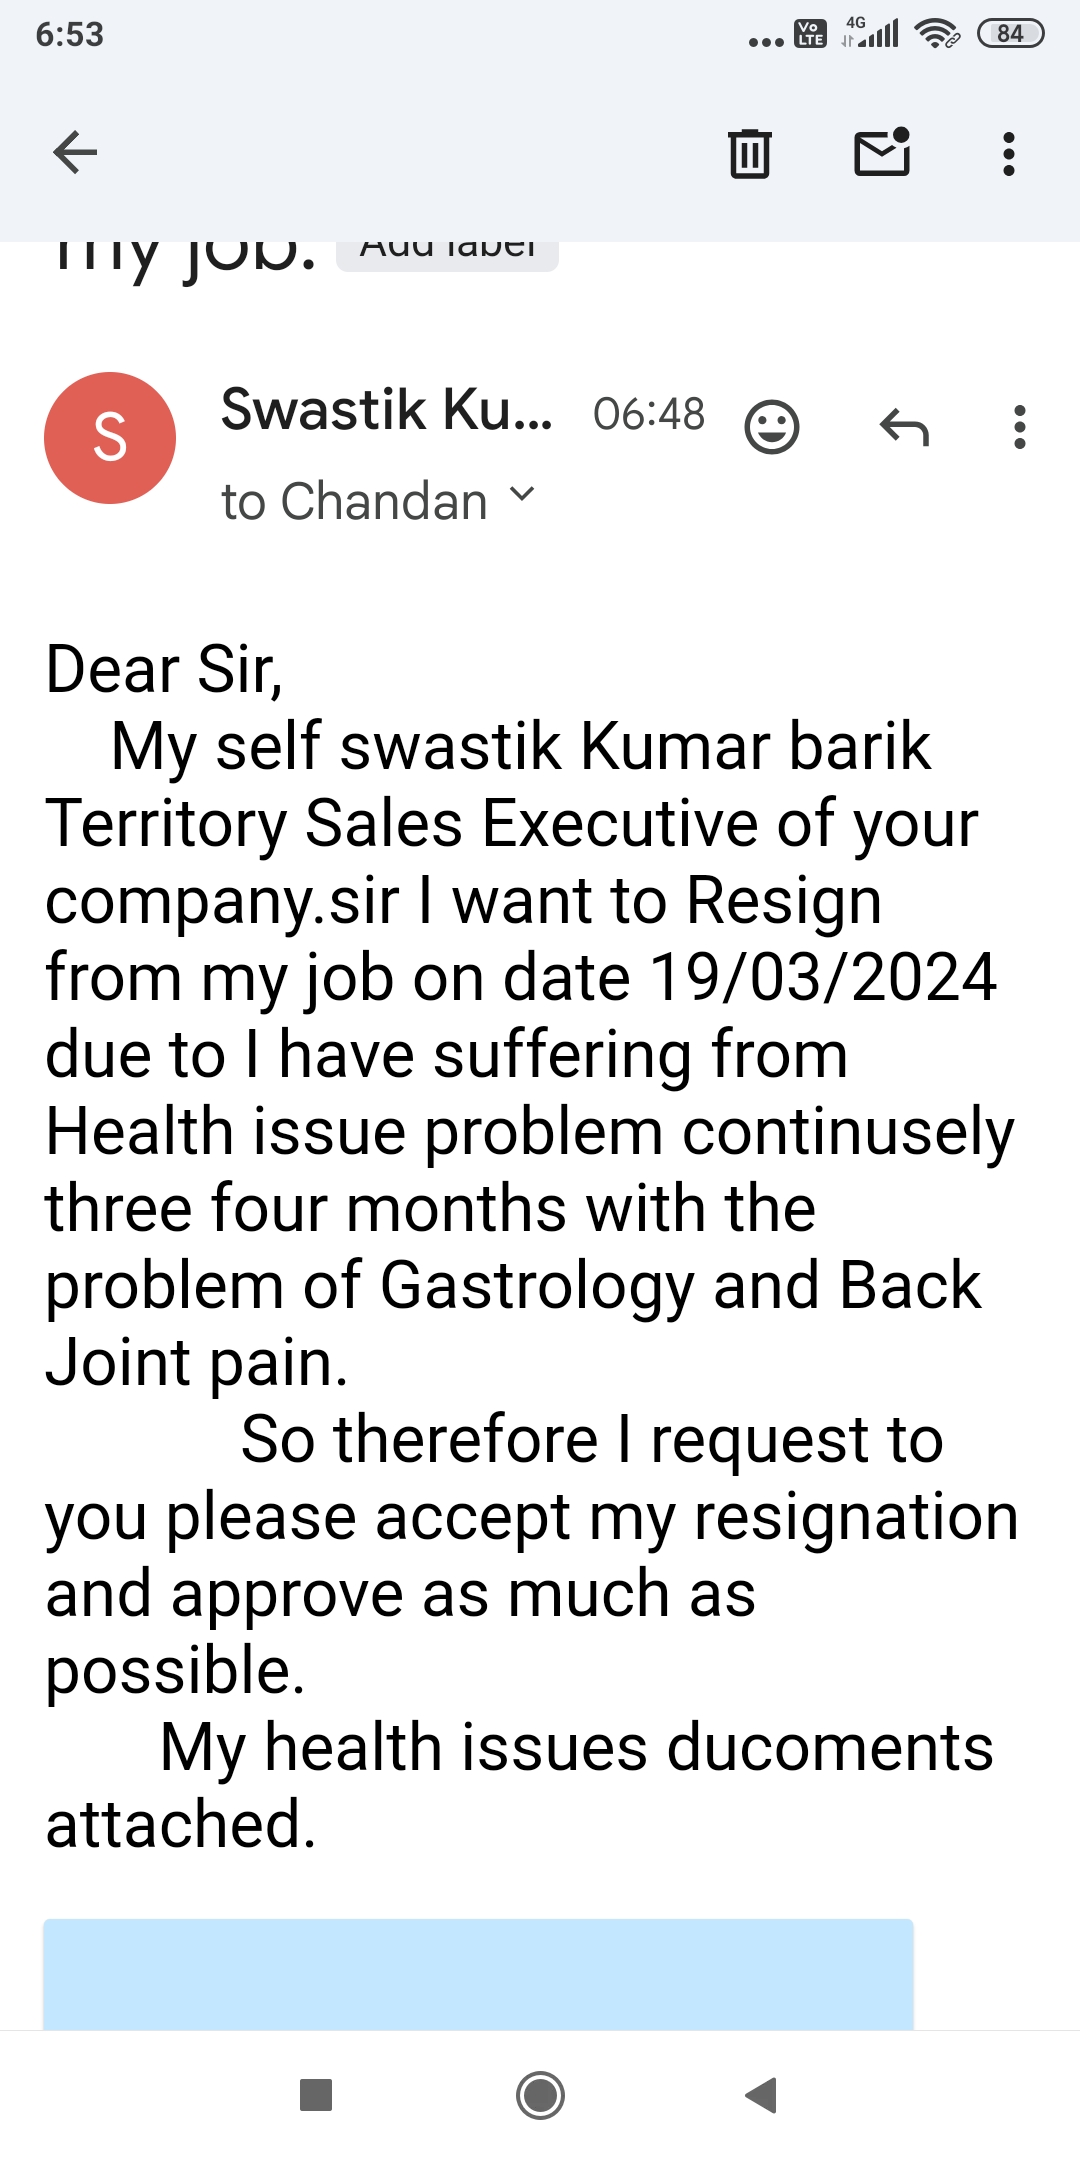 6:53
Vo LTE 4G 84
my job. Add label
S
Swastik Ku... 06:48
to Chandan
Dear Sir,
My self swastik Kumar barik
Territory Sales Executive of your
company.sir I want to Resign
from my job on date 19/03/2024
due to I have suffering from
Health issue problem continusely
three four months with the
problem of Gastrology and Back
Joint pain.
So therefore I request to
you please accept my resignation
and approve as much as
possible.
My health issues ducoments
attached.